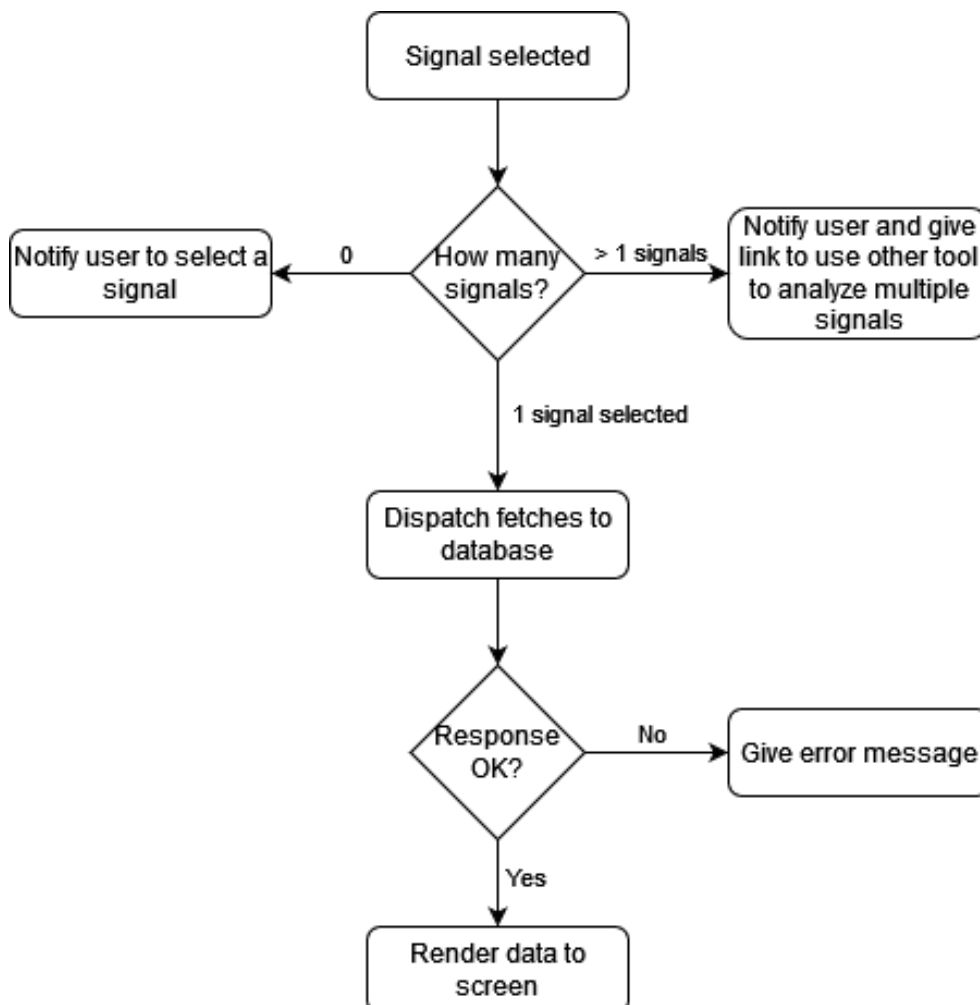 Signal selected
Notify user to select a
signal
0
How many
signals?
> 1 signals
Notify user and give
link to use other tool
to analyze multiple
signals
1 signal selected
Dispatch fetches to
database
Response
OK?
No
Give error message
Yes
Render data to
screen